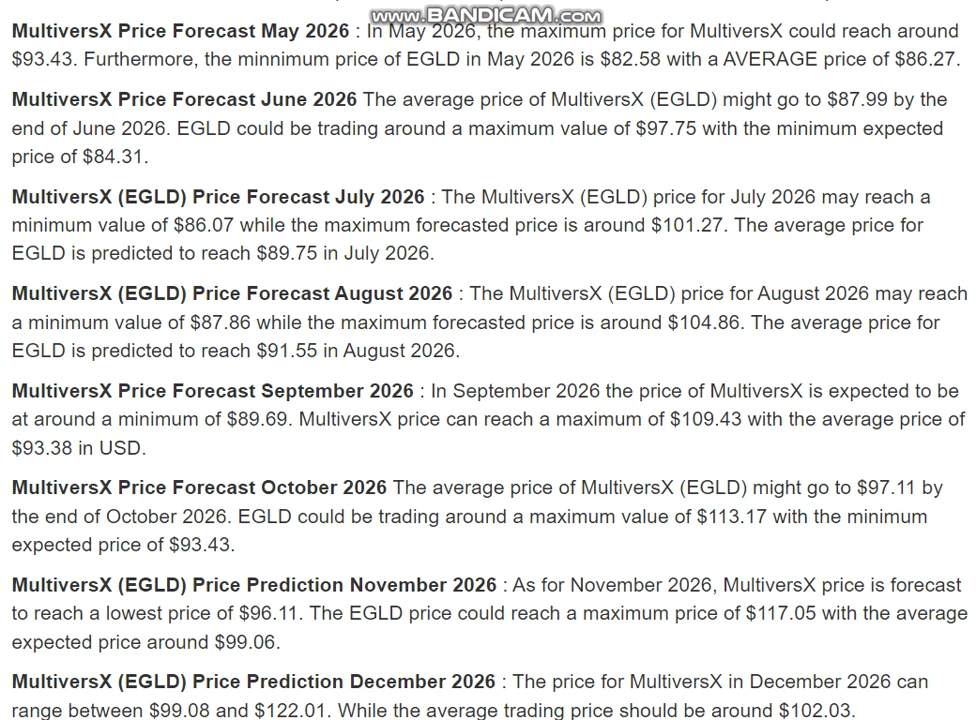 www.BANDICAM.com
MultiversX Price Forecast May 2026 : In May 2026, the maximum price for MultiversX could reach around
$93.43. Furthermore, the minnimum price of EGLD in May 2026 is $82.58 with a AVERAGE price of $86.27.
MultiversX Price Forecast June 2026 The average price of MultiversX (EGLD) might go to $87.99 by the
end of June 2026. EGLD could be trading around a maximum value of $97.75 with the minimum expected
price of $84.31.
MultiversX (EGLD) Price Forecast July 2026 : The MultiversX (EGLD) price for July 2026 may reach a
minimum value of $86.07 while the maximum forecasted price is around $101.27. The average price for
EGLD is predicted to reach $89.75 in July 2026.
MultiversX (EGLD) Price Forecast August 2026 : The MultiversX (EGLD) price for August 2026 may reach
a minimum value of $87.86 while the maximum forecasted price is around $104.86. The average price for
EGLD is predicted to reach $91.55 in August 2026.
MultiversX Price Forecast September 2026 : In September 2026 the price of MultiversX is expected to be
at around a minimum of $89.69. MultiversX price can reach a maximum of $109.43 with the average price of
$93.38 in USD.
MultiversX Price Forecast October 2026 The average price of MultiversX (EGLD) might go to $97.11 by
the end of October 2026. EGLD could be trading around a maximum value of $113.17 with the minimum
expected price of $93.43.
MultiversX (EGLD) Price Prediction November 2026 : As for November 2026, MultiversX price is forecast
to reach a lowest price of $96.11. The EGLD price could reach a maximum price of $117.05 with the average
expected price around $99.06.
MultiversX (EGLD) Price Prediction December 2026 : The price for MultiversX in December 2026 can
range between $99.08 and $122.01. While the average trading price should be around $102.03.